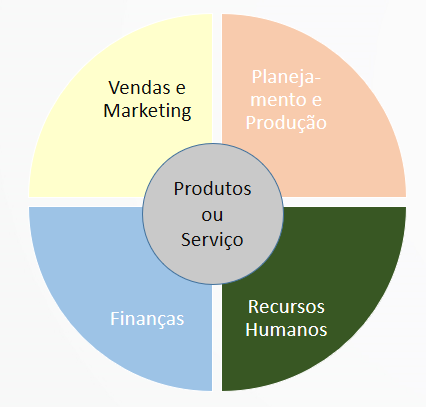 Vendas e
Marketing
Planeja-
mento e
Produção
Produtos
ou
Serviço
Finanças
Recursos
Humanos